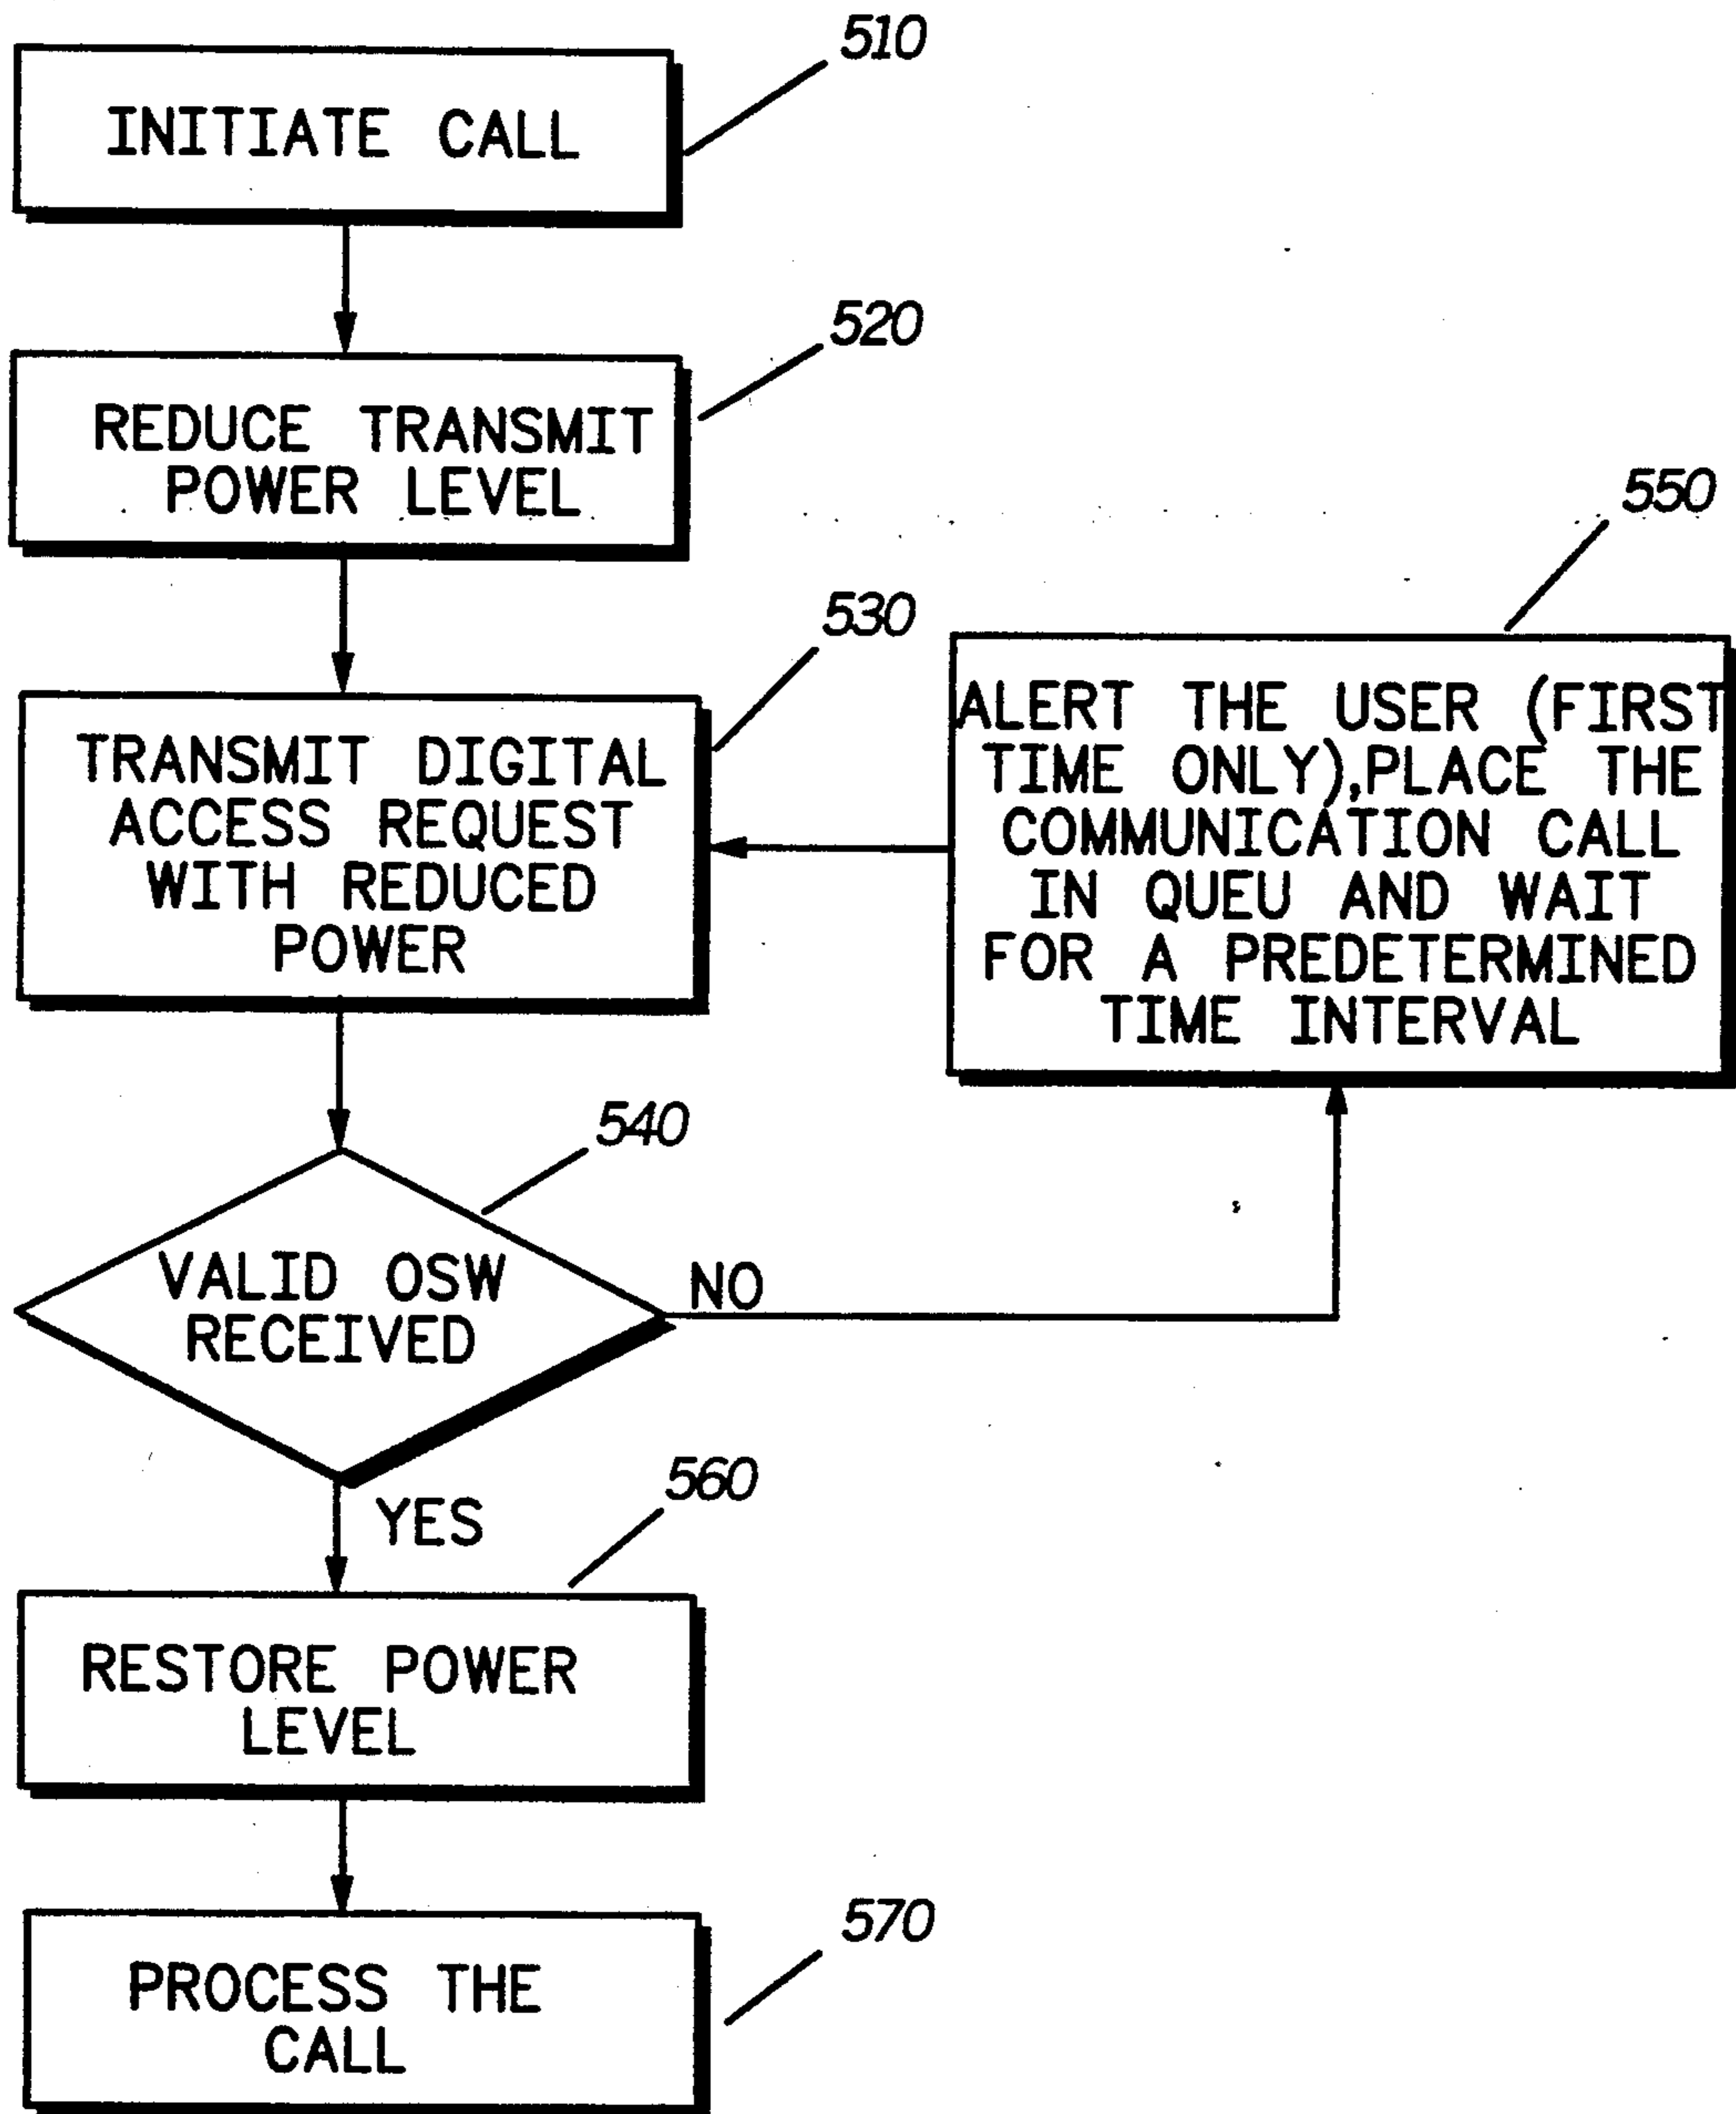 510
INITIATE CALL
520
REDUCE TRANSMIT
POWER LEVEL
550
530
ALERT THE USER (FIRST
TIME ONLY),PLACE THE
COMMUNICATION CALL
IN QUEU AND WAIT
FOR A PREDETERMINED
TIME INTERVAL
TRANSMIT DIGITAL
ACCESS REQUEST
WITH REDUCED
POWER
540
VALID OSW
RECEIVED
NO
YES
560
RESTORE POWER
LEVEL
570
PROCESS THE
CALL